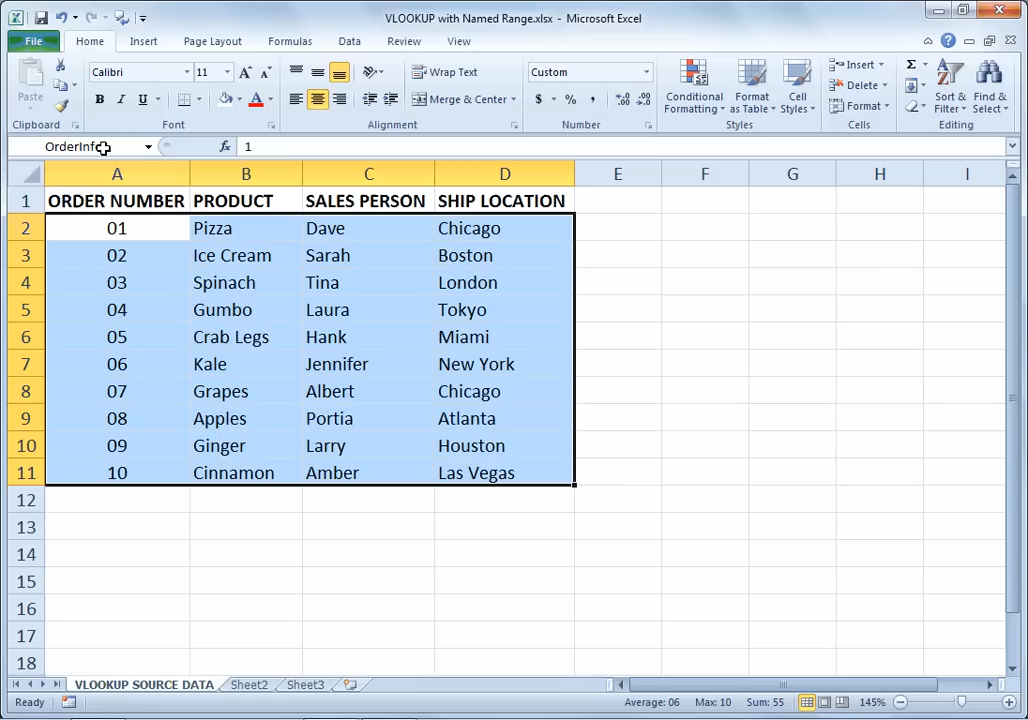 VLOOKUP with Named Range.xlsx - Microsoft Excel
File Home Insert Page Layout Formulas Data Review View
Paste Calibri 11 Wrap Text Custom Conditional Formatting Format as Table Cell Styles Insert Sort & Filter Find & Select
B I U A Merge & Center $ % , .00 Delete
Format
Clipboard Font Alignment Number Styles Cells Editing
OrderInfo fx 1
A B C D E F G H I
1 ORDER NUMBER PRODUCT SALES PERSON SHIP LOCATION
2 01 Pizza Dave Chicago
3 02 Ice Cream Sarah Boston
4 03 Spinach Tina London
5 04 Gumbo Laura Tokyo
6 05 Crab Legs Hank Miami
7 06 Kale Jennifer New York
8 07 Grapes Albert Chicago
9 08 Apples Portia Atlanta
10 09 Ginger Larry Houston
11 10 Cinnamon Amber Las Vegas
12
13
14
15
16
17
18
VLOOKUP SOURCE DATA Sheet2 Sheet3
Ready Average: 06 Max: 10 Sum: 55 145%